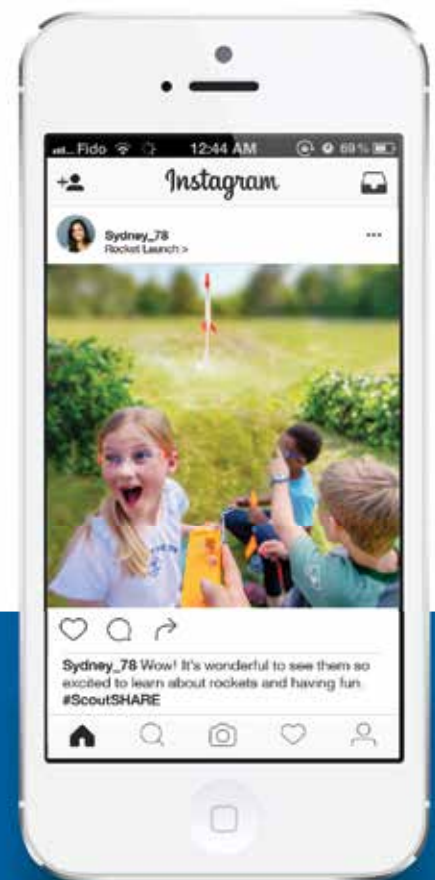 Fido 12:44 AM 69%
Instagram
Sydney_78
Rocket Launch >
Sydney_78 Wow! It's wonderful to see them so
excited to learn about rockets and having fun.
#ScoutSHARE